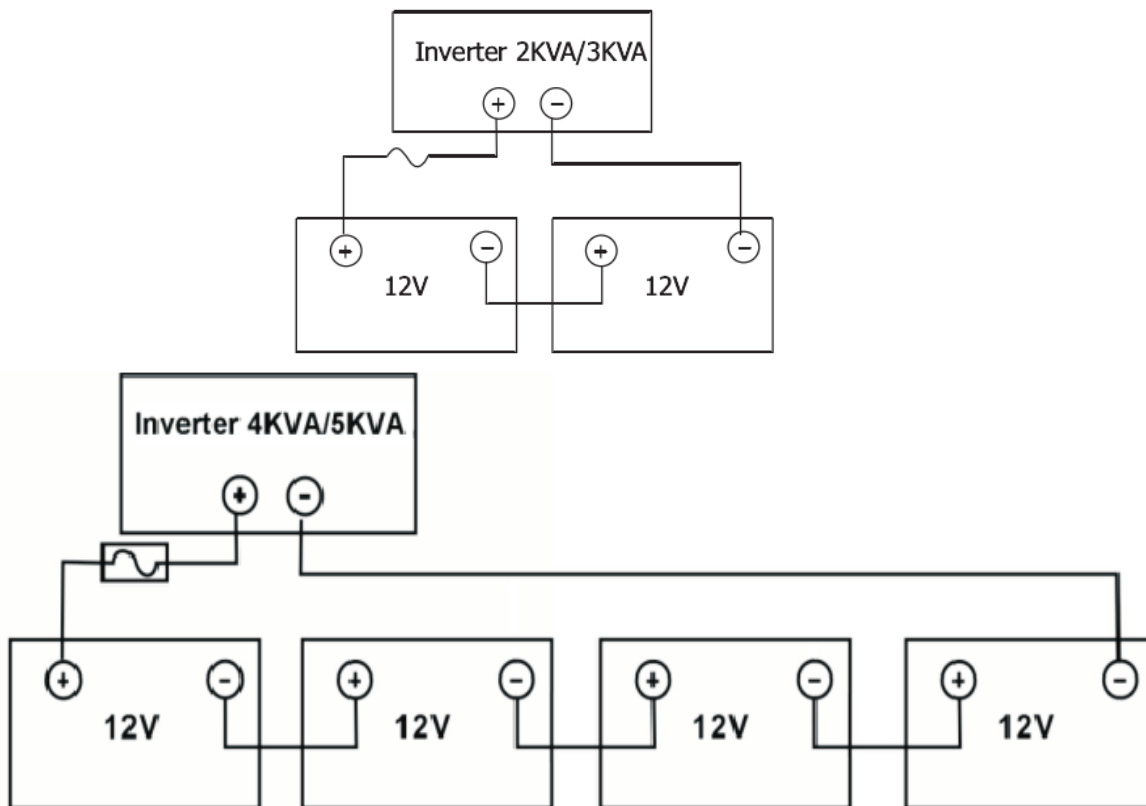 Inverter 2KVA/3KVA
+ −
+ − + −
12V 12V
Inverter 4KVA/5KVA
+ -
+ - + - + - + -
12V 12V 12V 12V